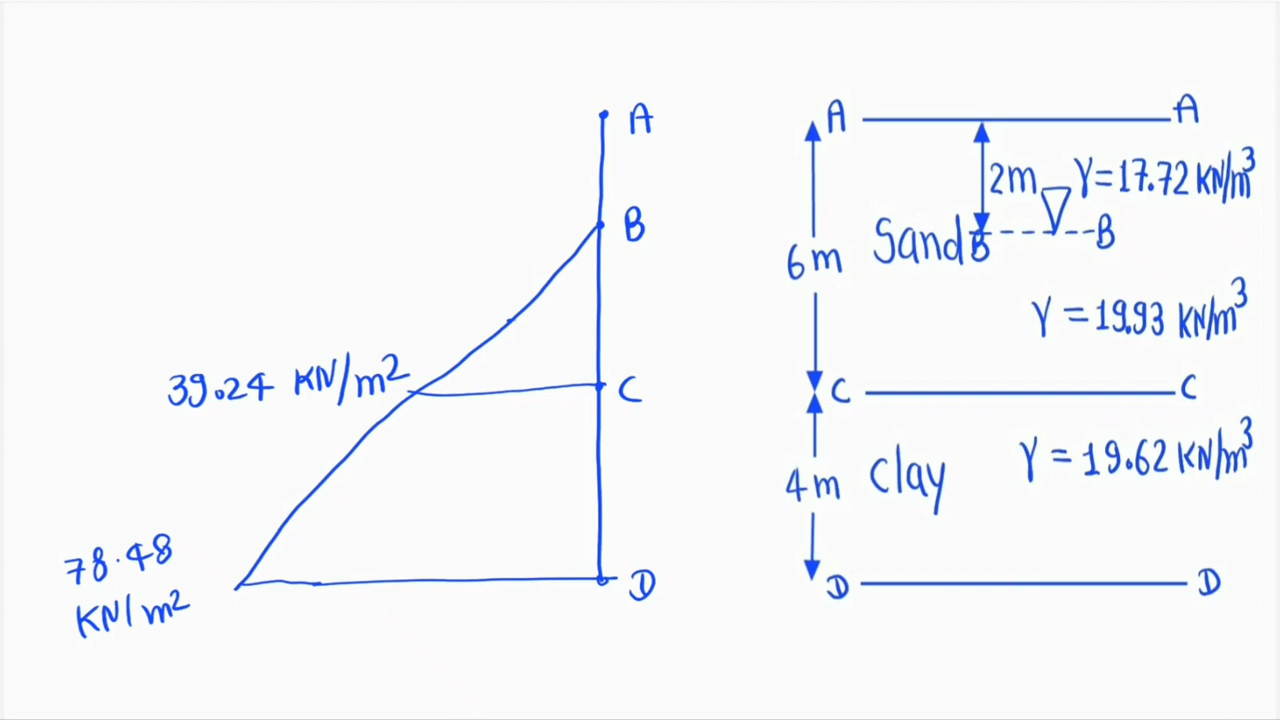 A
B
39.24 KN/m²
C
78.48
KN/m²
D
A
A
2m
γ=17.72 KN/m³
6m
Sand
B
B
γ=19.93 KN/m³
C
C
4m
Clay
γ=19.62 KN/m³
D
D